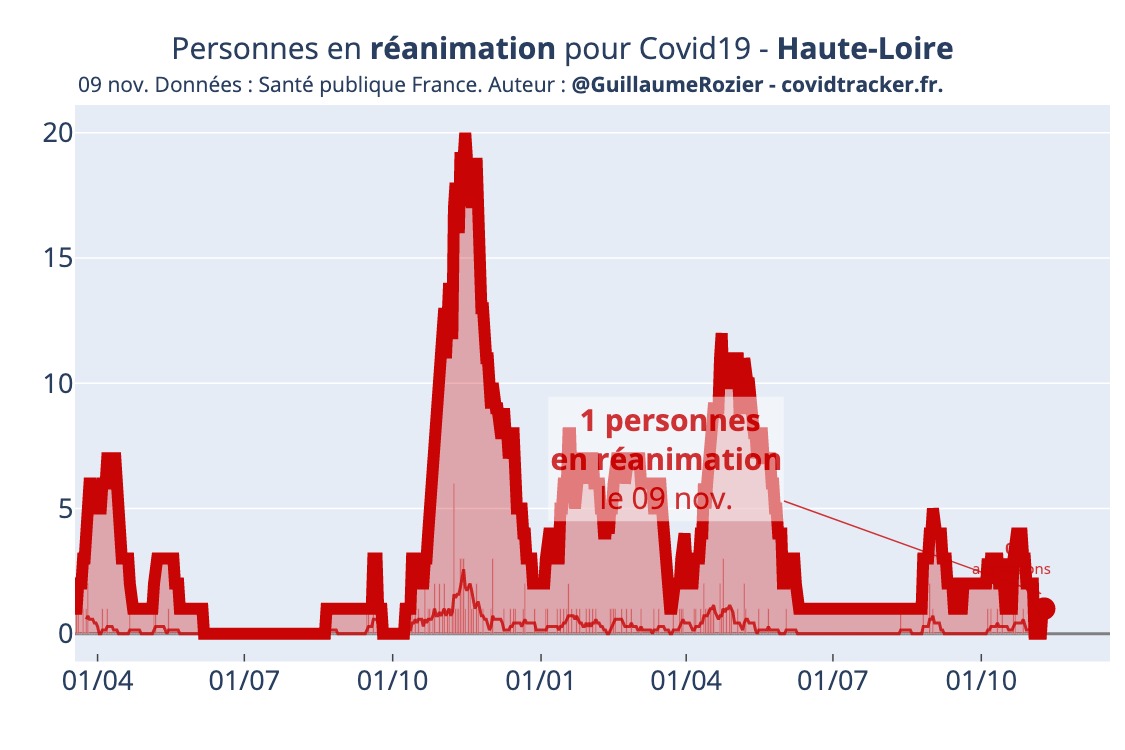 Personnes en réanimation pour Covid19 - Haute-Loire
09 nov. Données : Santé publique France. Auteur : @GuillaumeRozier - covidtracker.fr.
20
15
10
5
0
1 personnes
en réanimation
le 09 nov.
01/04
01/07
01/10
01/01
01/04
01/07
01/10